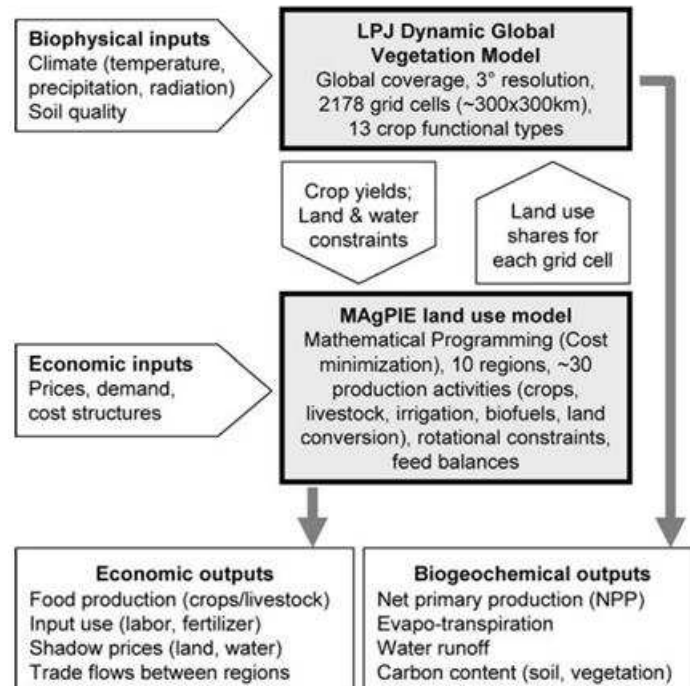 Biophysical inputs
Climate (temperature,
precipitation, radiation)
Soil quality
LPJ Dynamic Global
Vegetation Model
Global coverage, 3° resolution,
2178 grid cells (~300x300km),
13 crop functional types
Crop yields;
Land & water
constraints
Land use
shares for
each grid cell
Economic inputs
Prices, demand,
cost structures
MAgPIE land use model
Mathematical Programming (Cost
minimization), 10 regions, ~30
production activities (crops,
livestock, irrigation, biofuels, land
conversion), rotational constraints,
feed balances
Economic outputs
Food production (crops/livestock)
Input use (labor, fertilizer)
Shadow prices (land, water)
Trade flows between regions
Biogeochemical outputs
Net primary production (NPP)
Evapo-transpiration
Water runoff
Carbon content (soil, vegetation)